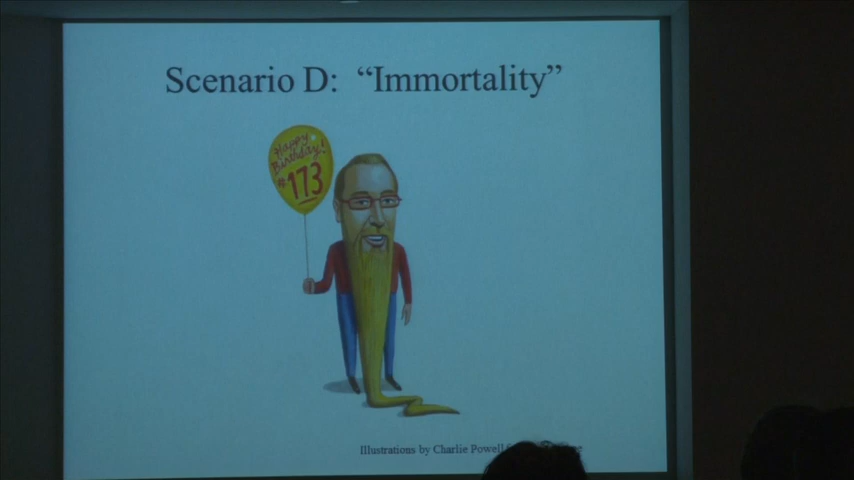 Scenario D: “Immortality”
Happy
Birthday!
#173
Illustrations by Charlie Powell